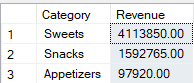 Category Revenue
1 Sweets 4113850.00
2 Snacks 1592765.00
3 Appetizers 97920.00